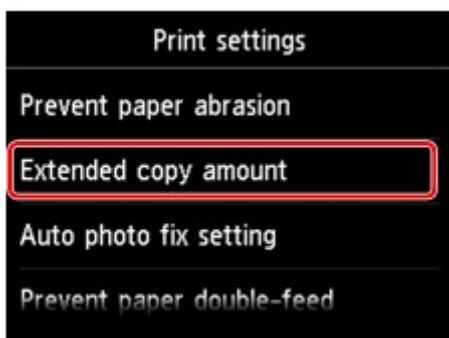 Print settings
Prevent paper abrasion
Extended copy amount
Auto photo fix setting
Prevent paper double-feed